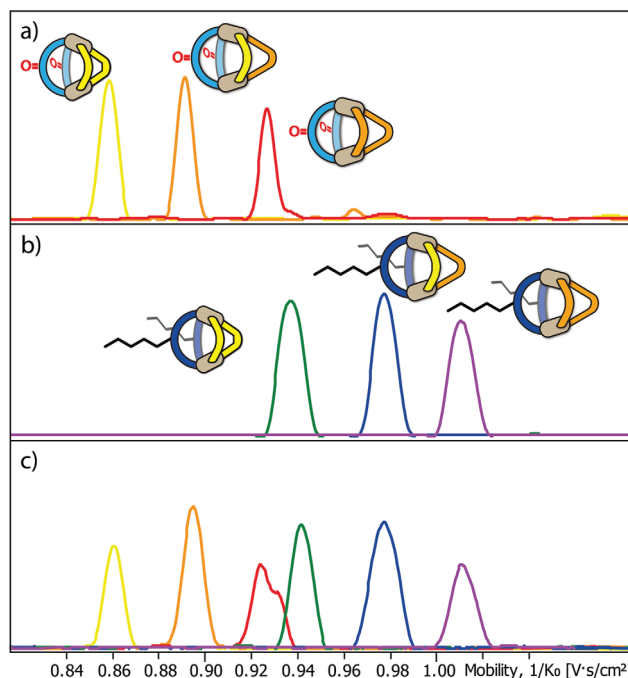 a)
O=
O=
O=
O=
O=
O=
b)
c)
0.84 0.86 0.88 0.90 0.92 0.94 0.96 0.98 1.00 Mobility, 1/K₀ [V·s/cm²